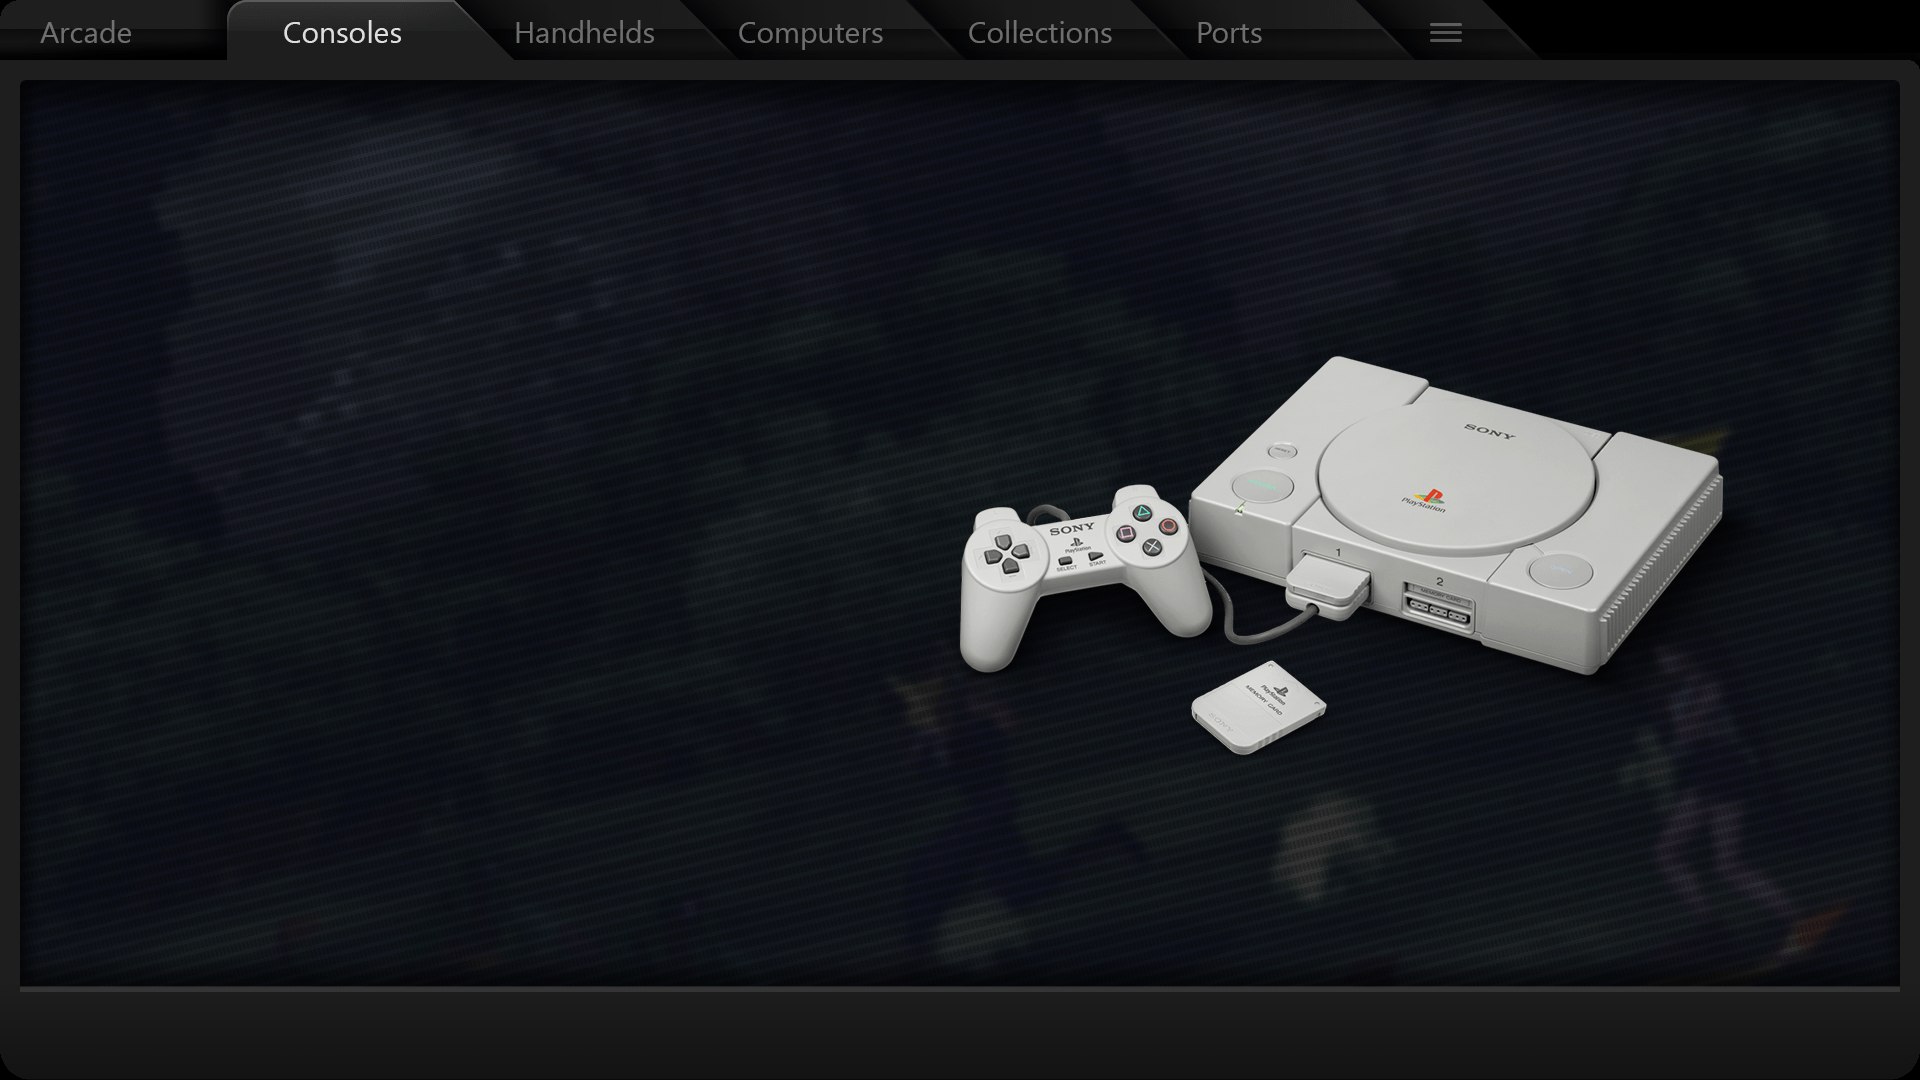 Arcade
Consoles
Handhelds
Computers
Collections
Ports
SONY
PlayStation
SONY
PlayStation
SELECT
START
1
2
MEMORY CARD
PlayStation
MEMORY CARD
SONY